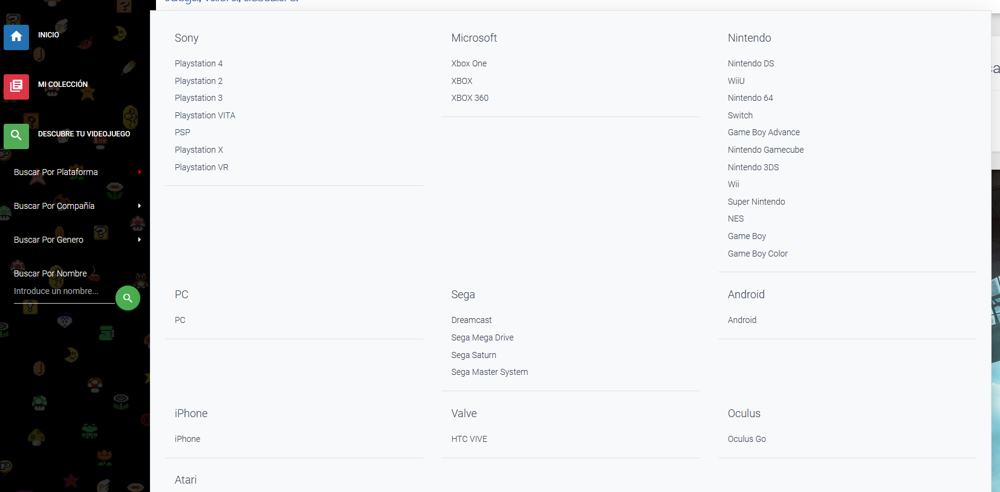 Juega, valora, descubre.
INICIO
MI COLECCIÓN
DESCUBRE TU VIDEOJUEGO
Buscar Por Plataforma
Buscar Por Compañía
Buscar Por Genero
Buscar Por Nombre
Introduce un nombre...
Sony
Playstation 4
Playstation 2
Playstation 3
Playstation VITA
PSP
Playstation X
Playstation VR
Microsoft
Xbox One
XBOX
XBOX 360
Nintendo
Nintendo DS
WiiU
Nintendo 64
Switch
Game Boy Advance
Nintendo Gamecube
Nintendo 3DS
Wii
Super Nintendo
NES
Game Boy
Game Boy Color
PC
PC
Sega
Dreamcast
Sega Mega Drive
Sega Saturn
Sega Master System
Android
Android
iPhone
iPhone
Valve
HTC VIVE
Oculus
Oculus Go
Atari